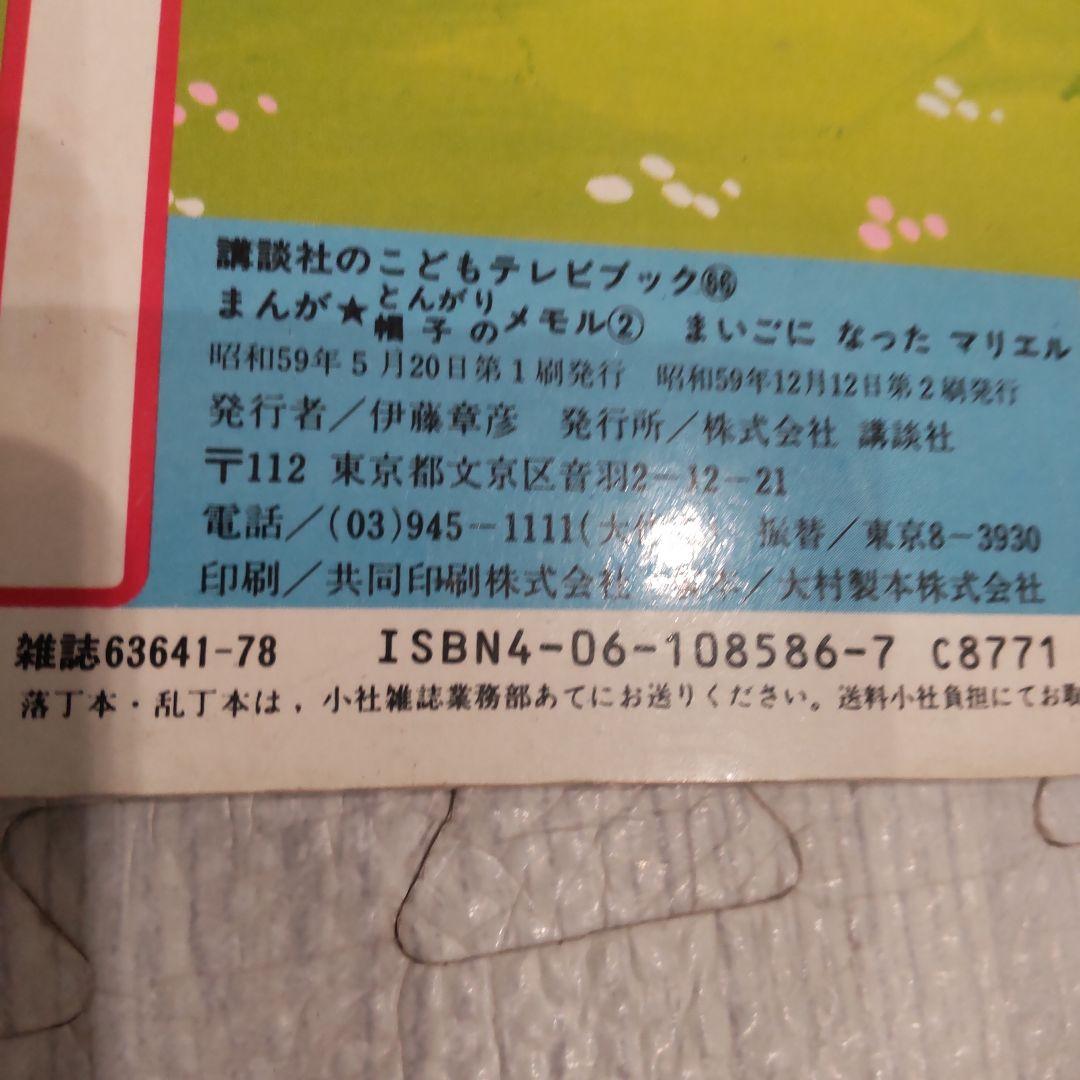 講談社のこどもテレビブック66
まんが★とんがり帽子のメモル② まいごに なった マリエル
昭和59年5月20日第1刷発行 昭和59年12月12日第2刷発行
発行者/伊藤章彦 発行所/株式会社 講談社
〒112 東京都文京区音羽2-12-21
電話/(03)945-1111( 振替/東京8-3930
印刷/共同印刷株式会社 /大村製本株式会社
雑誌63641-78 ISBN4-06-108586-7 C8771
落丁本・乱丁本は,小社雑誌業務部あてにお送りください。送料小社負担にてお取